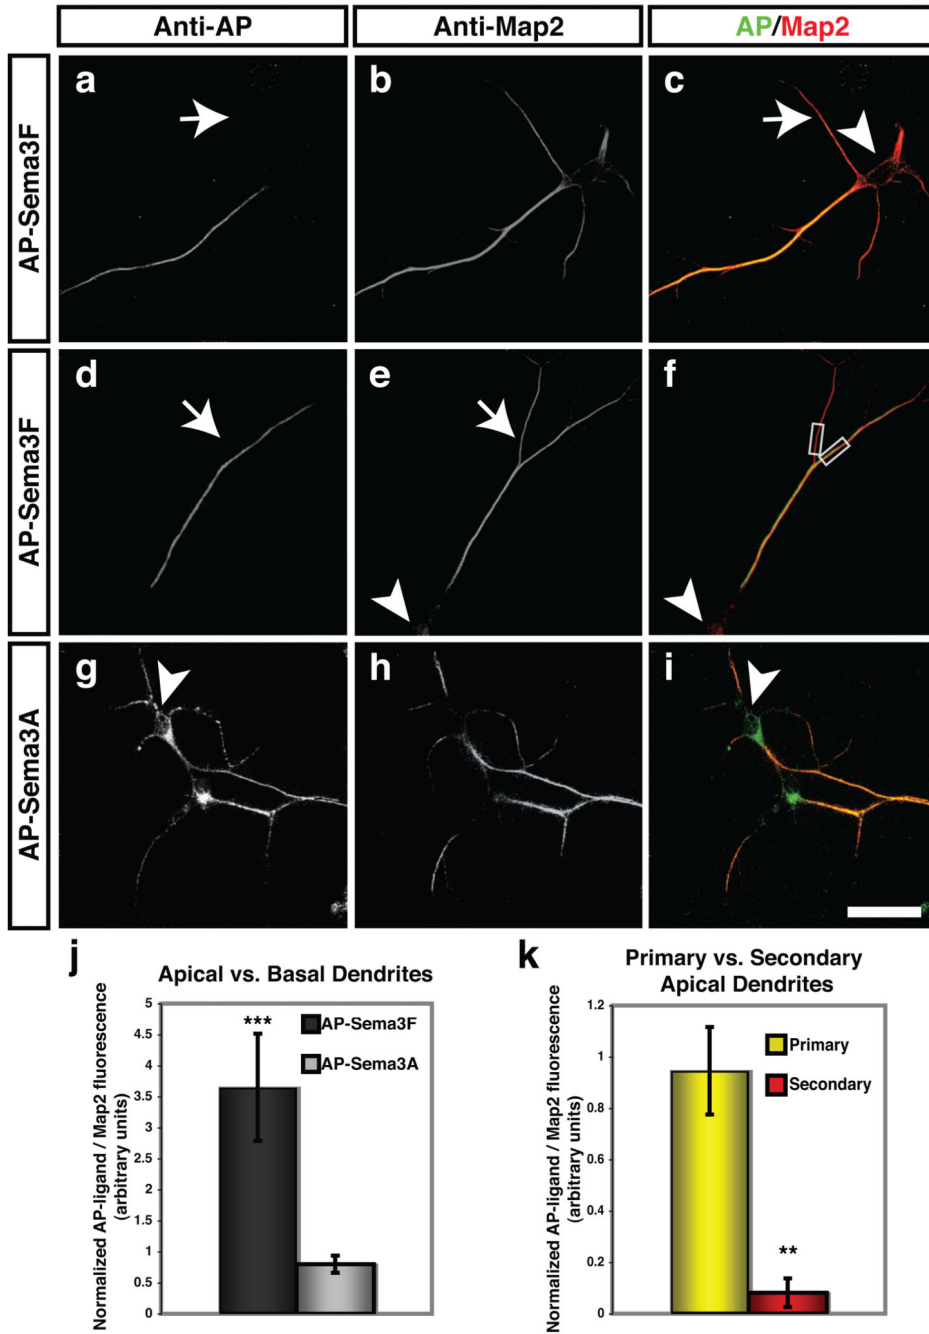 Anti-AP
Anti-Map2
AP/Map2
AP-Sema3F
a
b
c
AP-Sema3F
d
e
f
AP-Sema3A
g
h
i
j
Apical vs. Basal Dendrites
Normalized AP-ligand / Map2 fluorescence
(arbitrary units)
5
4.5
4
3.5
3
2.5
2
1.5
1
0.5
0
***
AP-Sema3F
AP-Sema3A
k
Primary vs. Secondary
Apical Dendrites
Normalized AP-ligand / Map2 fluorescence
(arbitrary units)
1.2
1
0.8
0.6
0.4
0.2
0
Primary
Secondary
**